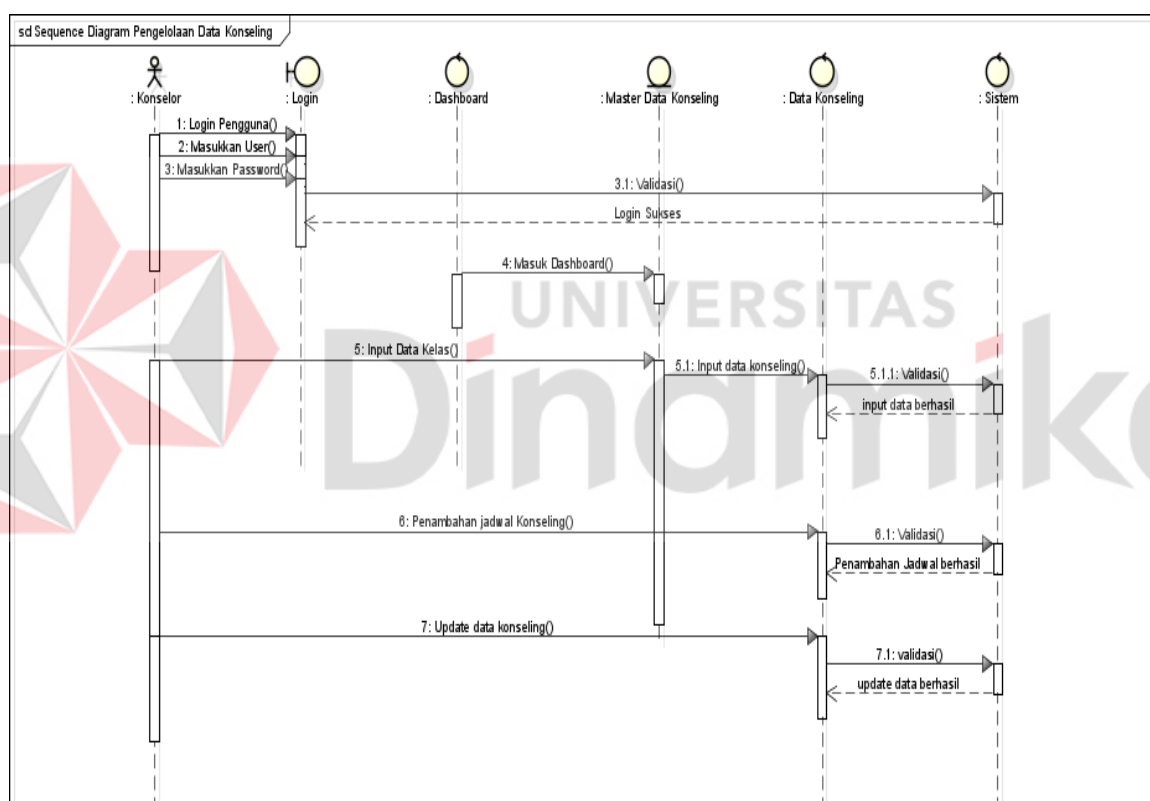 sd Sequence Diagram Pengelolaan Data Konseling
: Konselor
: Login
: Dashboard
: Master Data Konseling
: Data Konseling
: Sistem
1: Login Pengguna()
2: Masukkan User()
3: Masukkan Password()
3.1: Validasi()
Login Sukses
4: Masuk Dashboard()
UNIVERSITAS
Dinamika
5: Input Data Kelas()
5.1: Input data konseling()
5.1.1: Validasi()
input data berhasil
6: Penambahan jadwal Konseling()
6.1: Validasi()
Penambahan Jadwal berhasil
7: Update data konseling()
7.1: validasi()
update data berhasil